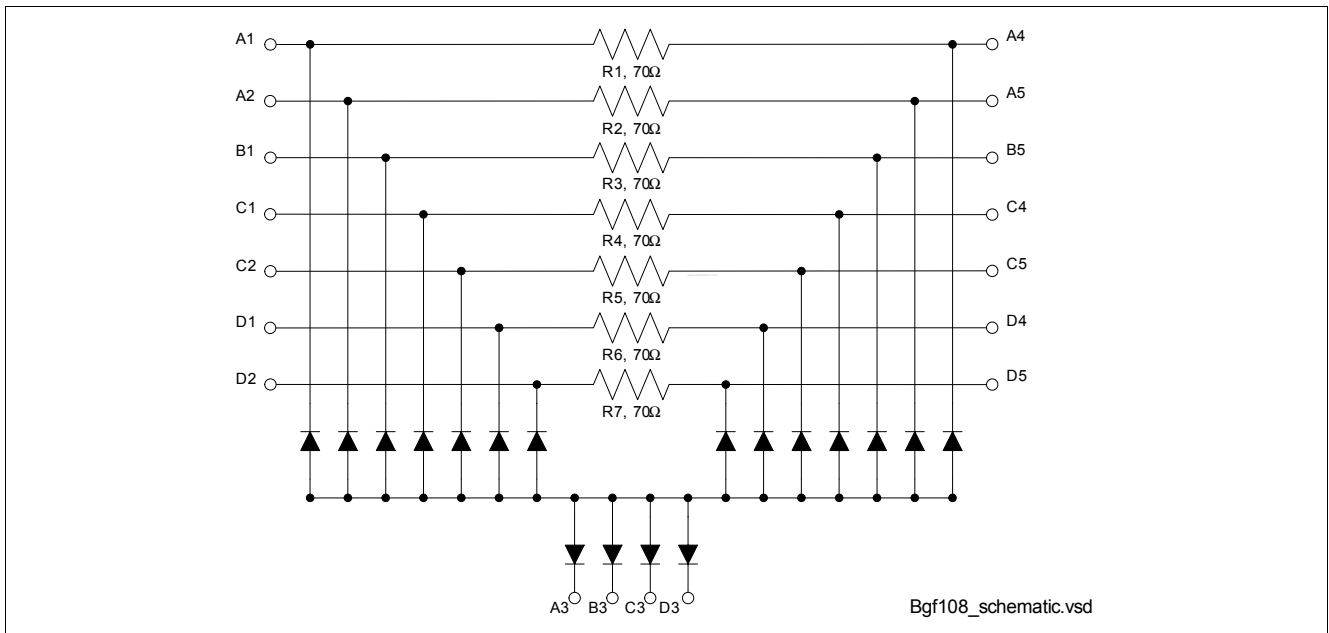 A1 A4
R1, 70Ω
A2 A5
R2, 70Ω
B1 B5
R3, 70Ω
C1 C4
R4, 70Ω
C2 C5
R5, 70Ω
D1 D4
R6, 70Ω
D2 D5
R7, 70Ω
A3 B3 C3 D3
Bgf108_schematic.vsd